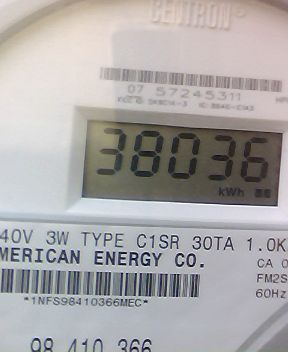 CENTRON®
07 57245311
38036
kWh
40V 3W TYPE C1SR 30TA 1.0K
MERICAN ENERGY CO.
CA 0
FM2S
*1NFS98410366MEC*
60Hz
98 410 366